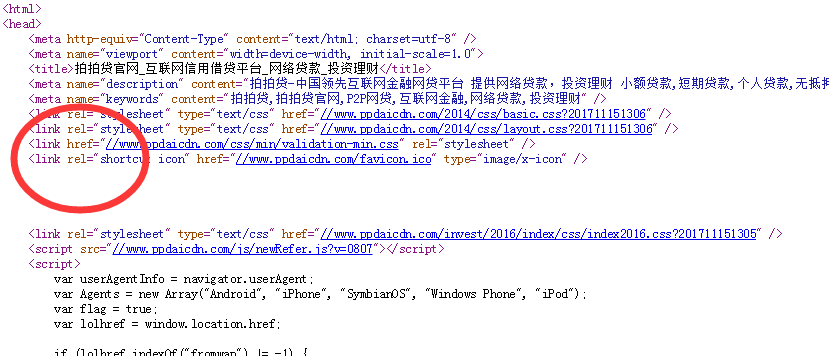 <html>
<head>
<meta http-equiv="Content-Type" content="text/html; charset=utf-8" />
<meta name="viewport" content="width=device-width, initial-scale=1.0">
<title>拍拍贷官网_互联网信用借贷平台_网络贷款_投资理财</title>
<meta name="description" content="拍拍贷-中国领先互联网金融网贷平台 提供网络贷款，投资理财 小额贷款,短期贷款,个人贷款,无抵押
<meta name="keywords" content="拍拍贷,拍拍贷官网,P2P网贷,互联网金融,网络贷款,投资理财" />
<link rel="stylesheet" type="text/css" href="//www.ppdaicdn.com/2014/css/basic.css?201711151306" />
<link rel="stylesheet" type="text/css" href="//www.ppdaicdn.com/2014/css/layout.css?201711151306" />
<link href="//www.ppdaicdn.com/css/min/validation-min.css" rel="stylesheet" />
<link rel="shortcut icon" href="//www.ppdaicdn.com/favicon.ico" type="image/x-icon" />
<link rel="stylesheet" type="text/css" href="//www.ppdaicdn.com/invest/2016/index/css/index2016.css?201711151305" />
<script src="//www.ppdaicdn.com/js/newRefer.js?v=0807"></script>
<script>
var userAgentInfo = navigator.userAgent;
var Agents = new Array("Android", "iPhone", "SymbianOS", "Windows Phone", "iPod");
var flag = true;
var lolhref = window.location.href;
if (lolhref.indexOf("fromwap") != -1) {